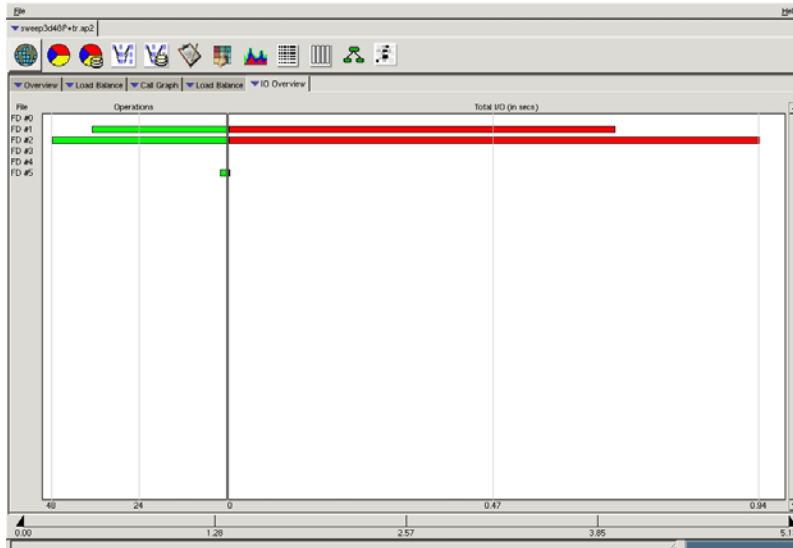 File Hel
sweep3d48P+tr.ap2
Overview Load Balance Call Graph Load Balance IO Overview
File Operations Total I/O (in secs)
FD #0
FD #1
FD #2
FD #3
FD #4
FD #5
48 24 0 0.47 0.94
0.00 1.28 2.57 3.85 5.1